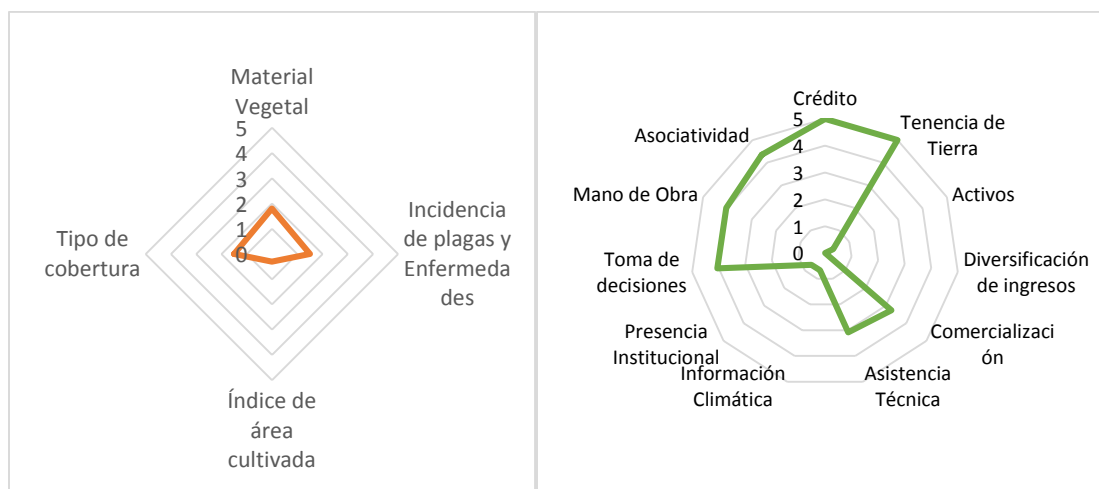 Material
Vegetal
5
4
3
2
1
0
Incidencia
de plagas y
Enfermeda
des
Índice de
área
cultivada
Tipo de
cobertura
Crédito
5
4
3
2
1
0
Tenencia de
Tierra
Activos
Diversificación
de ingresos
Comercializaci
ón
Asistencia
Técnica
Información
Climática
Presencia
Institucional
Toma de
decisiones
Mano de Obra
Asociatividad